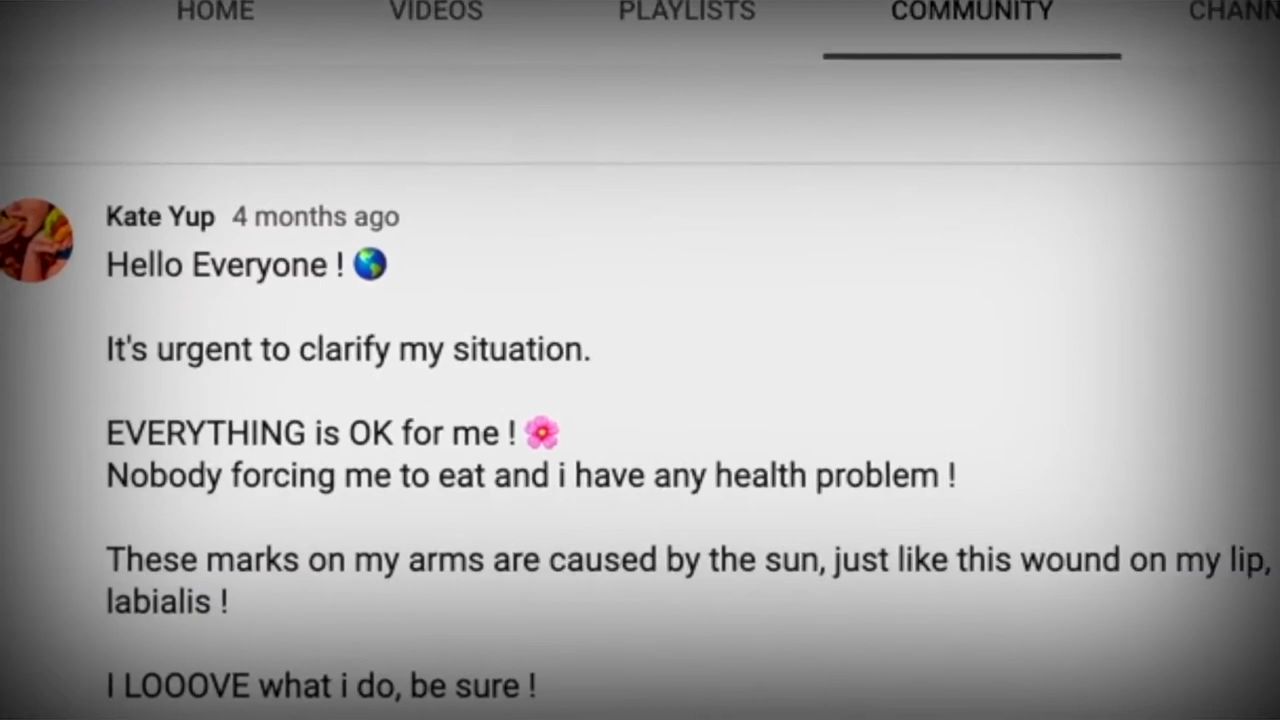 HOME VIDEOS PLAYLISTS COMMUNITY CHANN
Kate Yup 4 months ago
Hello Everyone ! 🌎
It's urgent to clarify my situation.
EVERYTHING is OK for me ! 🌸
Nobody forcing me to eat and i have any health problem !
These marks on my arms are caused by the sun, just like this wound on my lip,
labialis !
I LOOOVE what i do, be sure !